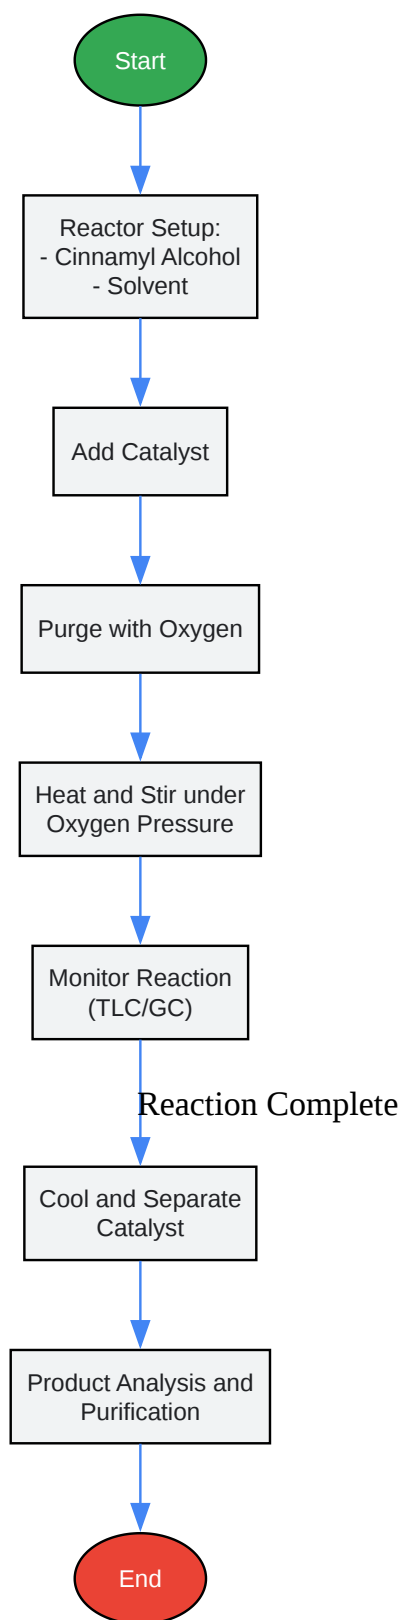 Start
Reactor Setup:
- Cinnamyl Alcohol
- Solvent
Add Catalyst
Purge with Oxygen
Heat and Stir under
Oxygen Pressure
Monitor Reaction
(TLC/GC)
Reaction Complete
Cool and Separate
Catalyst
Product Analysis and
Purification
End